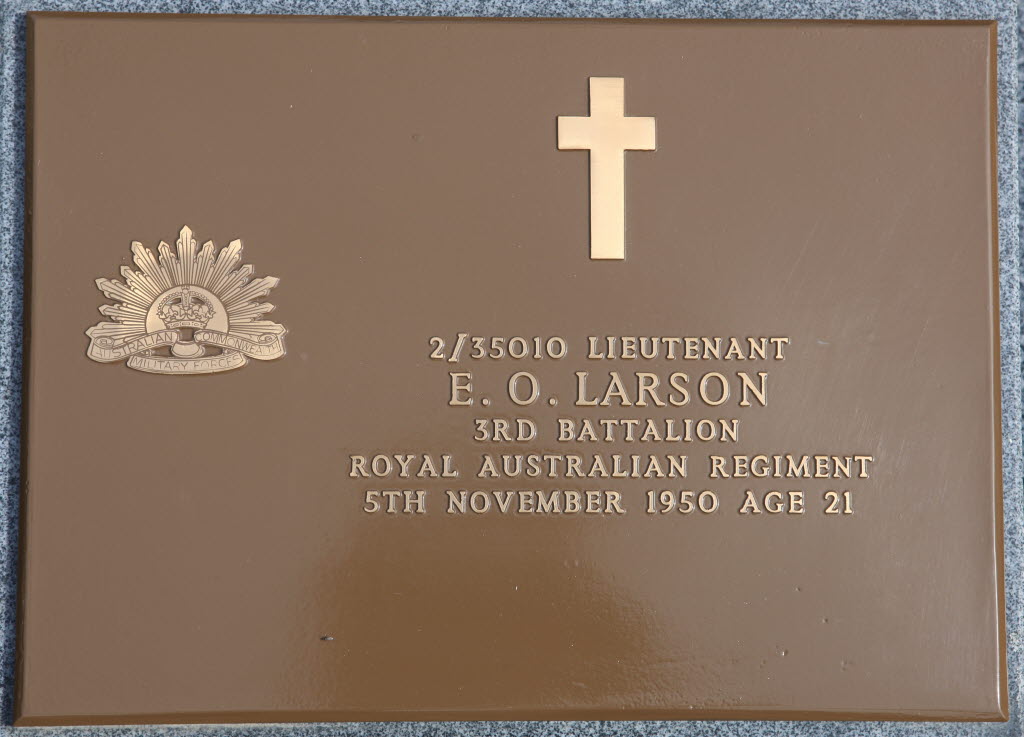 AUSTRALIAN COMMONWEALTH
MILITARY FORCES
2/35010 LIEUTENANT
E. O. LARSON
3RD BATTALION
ROYAL AUSTRALIAN REGIMENT
5TH NOVEMBER 1950 AGE 21